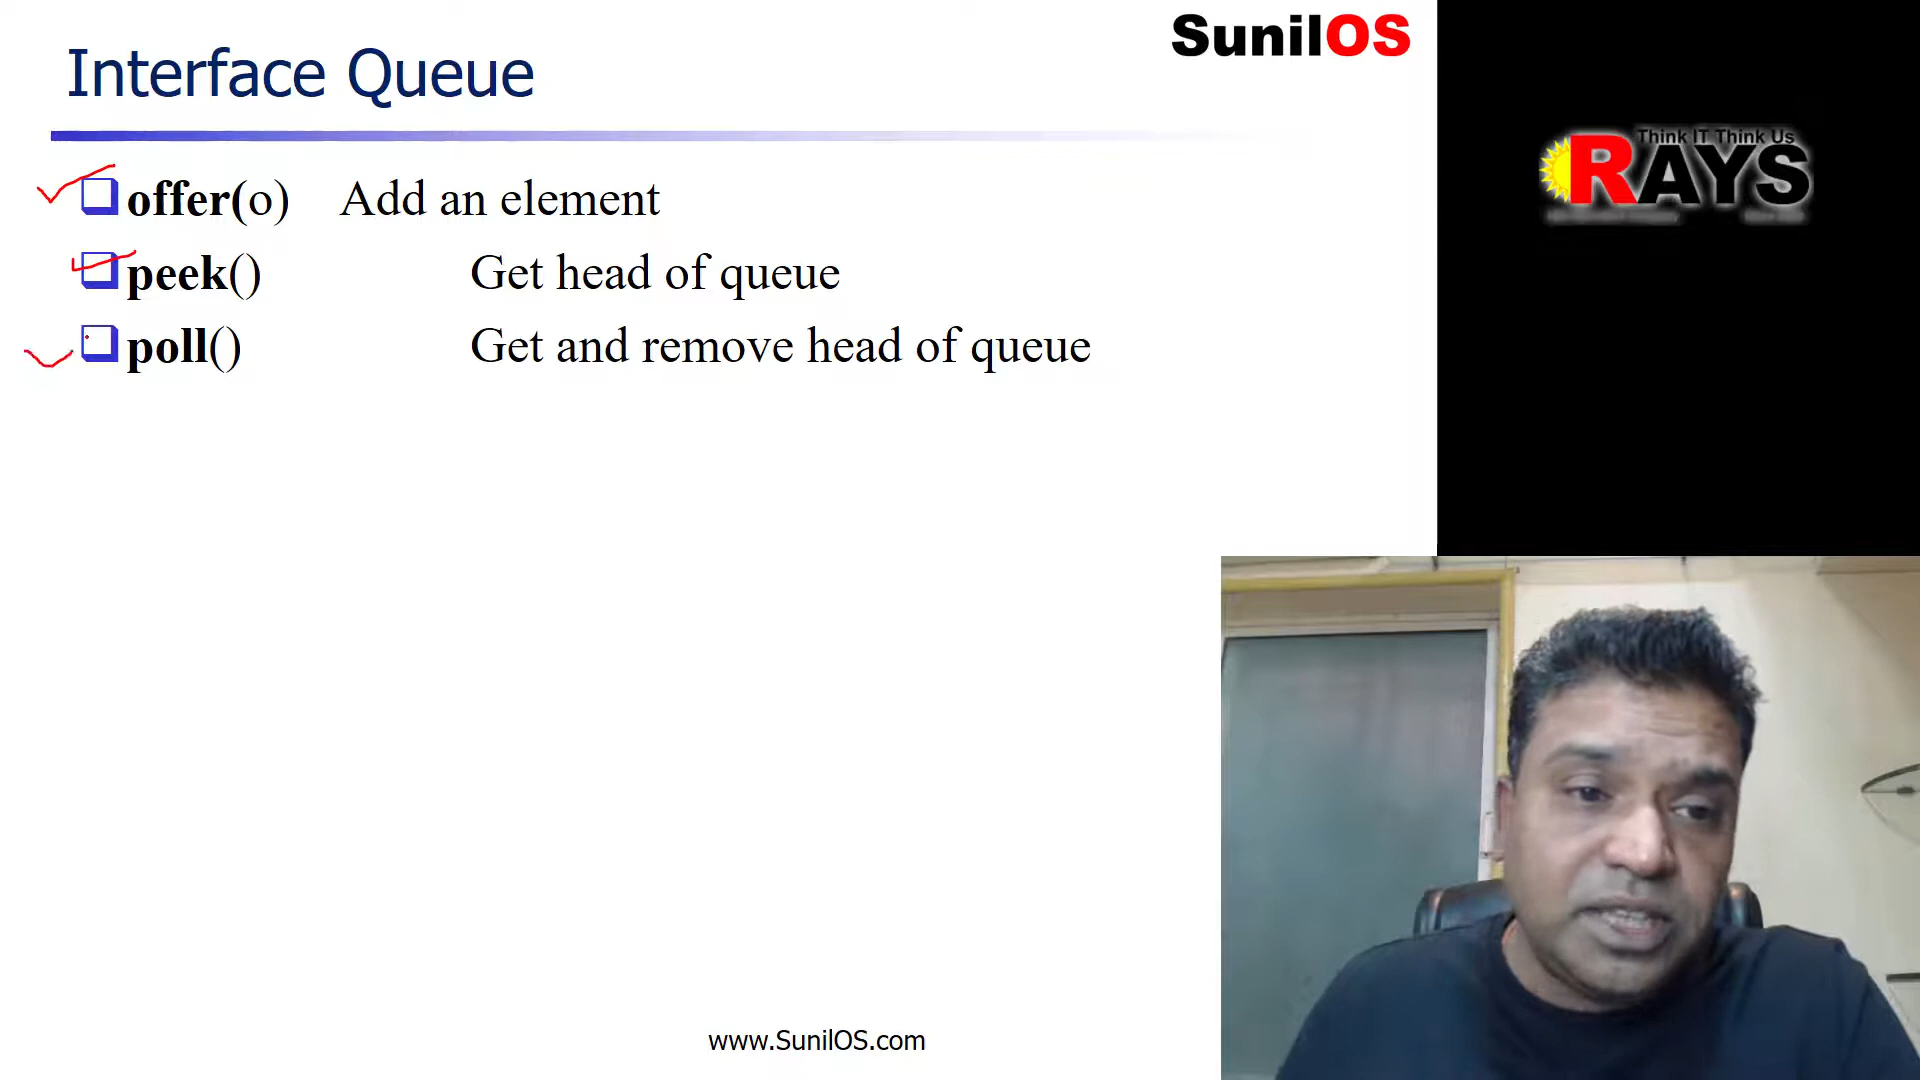 Interface Queue
SunilOS
Think IT Think Us
RAYS
offer(o) Add an element
peek() Get head of queue
poll() Get and remove head of queue
www.SunilOS.com